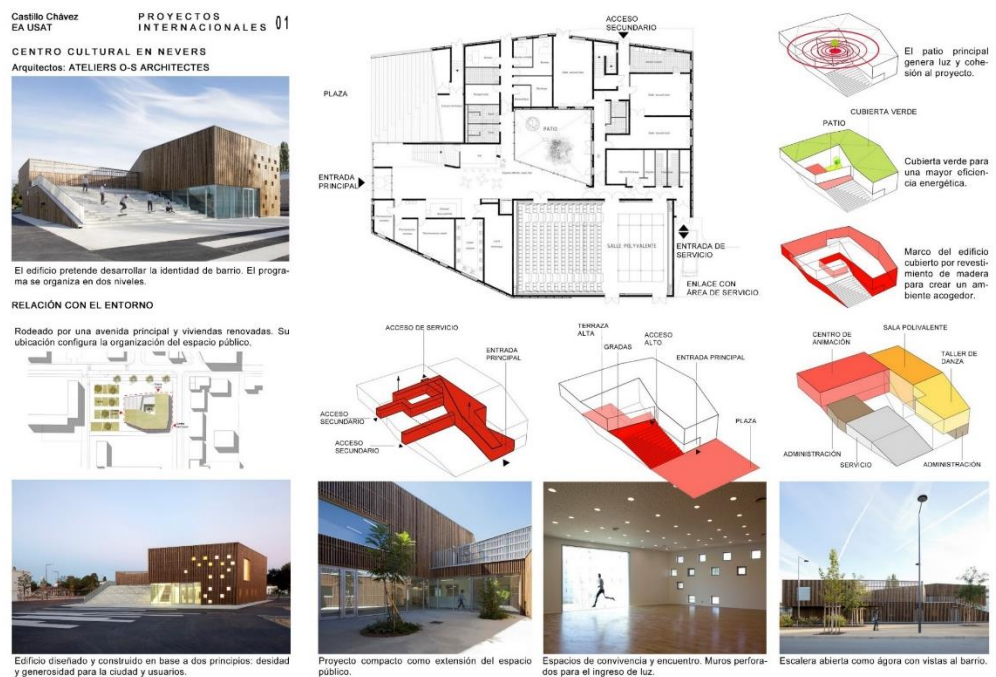 Castillo Chávez
EA USAT
PROYECTOS
INTERNACIONALES 01
CENTRO CULTURAL EN NEVERS
Arquitectos: ATELIERS O-S ARCHITECTES
El edificio pretende desarrollar la identidad de barrio. El progra-
ma se organiza en dos niveles.
RELACIÓN CON EL ENTORNO
Rodeado por una avenida principal y viviendas renovadas. Su
ubicación configura la organización del espacio público.
ACCESO
SECUNDARIO
PLAZA
PATIO
ENTRADA
PRINCIPAL
SALLE POLYVALENTE
ENTRADA DE
SERVICIO
ENLACE CON
ÁREA DE SERVICIO
El patio principal
genera luz y cohe-
sión al proyecto.
CUBIERTA VERDE
PATIO
Cubierta verde para
una mayor eficien-
cia energética.
Marco del edificio
cubierto por revesti-
miento de madera
para crear un am-
biente acogedor.
ACCESO DE SERVICIO
ENTRADA
PRINCIPAL
ACCESO
SECUNDARIO
ACCESO
SECUNDARIO
TERRAZA
ALTA
GRADAS
ACCESO
ALTO
ENTRADA PRINCIPAL
PLAZA
CENTRO DE
ANIMACIÓN
SALA POLIVALENTE
TALLER DE
DANZA
ADMINISTRACIÓN
SERVICIO
ADMINISTRACIÓN
Edificio diseñado y construido en base a dos principios: desidad
y generosidad para la ciudad y usuarios.
Proyecto compacto como extensión del espacio
público.
Espacios de convivencia y encuentro. Muros perfora-
dos para el ingreso de luz.
Escalera abierta como ágora con vistas al barrio.